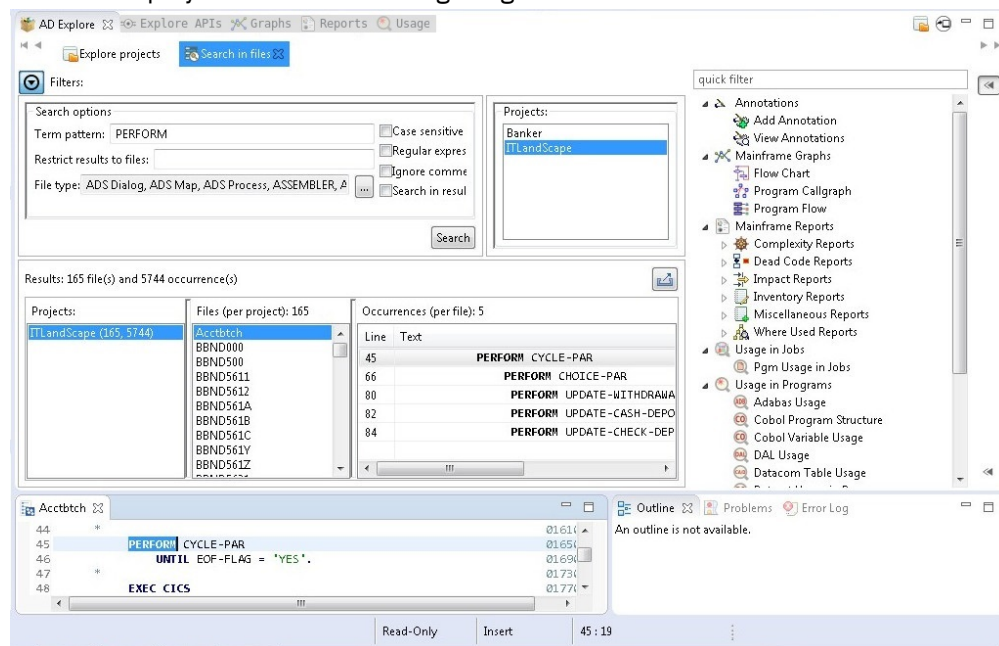 AD Explore Explore APIs Graphs Reports Usage
Explore projects Search in files
Filters:
quick filter
Search options
Term pattern: PERFORM
Restrict results to files:
File type: ADS Dialog, ADS Map, ADS Process, ASSEMBLER, A ...
Case sensitive
Regular expres
Ignore comme
Search in resul
Search
Projects:
Banker
ITLandScape
Annotations
Add Annotation
View Annotations
Mainframe Graphs
Flow Chart
Program Callgraph
Program Flow
Mainframe Reports
Complexity Reports
Dead Code Reports
Impact Reports
Inventory Reports
Miscellaneous Reports
Where Used Reports
Usage in Jobs
Pgm Usage in Jobs
Usage in Programs
Adabas Usage
Cobol Program Structure
Cobol Variable Usage
DAL Usage
Datacom Table Usage
Results: 165 file(s) and 5744 occurrence(s)
Projects:
ITLandScape (165, 5744)
Files (per project): 165
Acctbtch
BBND000
BBND500
BBND5611
BBND5612
BBND561A
BBND561B
BBND561C
BBND561Y
BBND561Z
Occurrences (per file): 5
Line Text
45 PERFORM CYCLE-PAR
66 PERFORM CHOICE-PAR
80 PERFORM UPDATE-WITHDRAWA
82 PERFORM UPDATE-CASH-DEPO
84 PERFORM UPDATE-CHECK-DEP
Acctbtch
44 * 0161
45 PERFORM CYCLE-PAR 0165
46 UNTIL EOF-FLAG = 'YES'. 0169
47 * 0173
48 EXEC CICS 0177
Outline Problems Error Log
An outline is not available.
Read-Only Insert 45 : 19